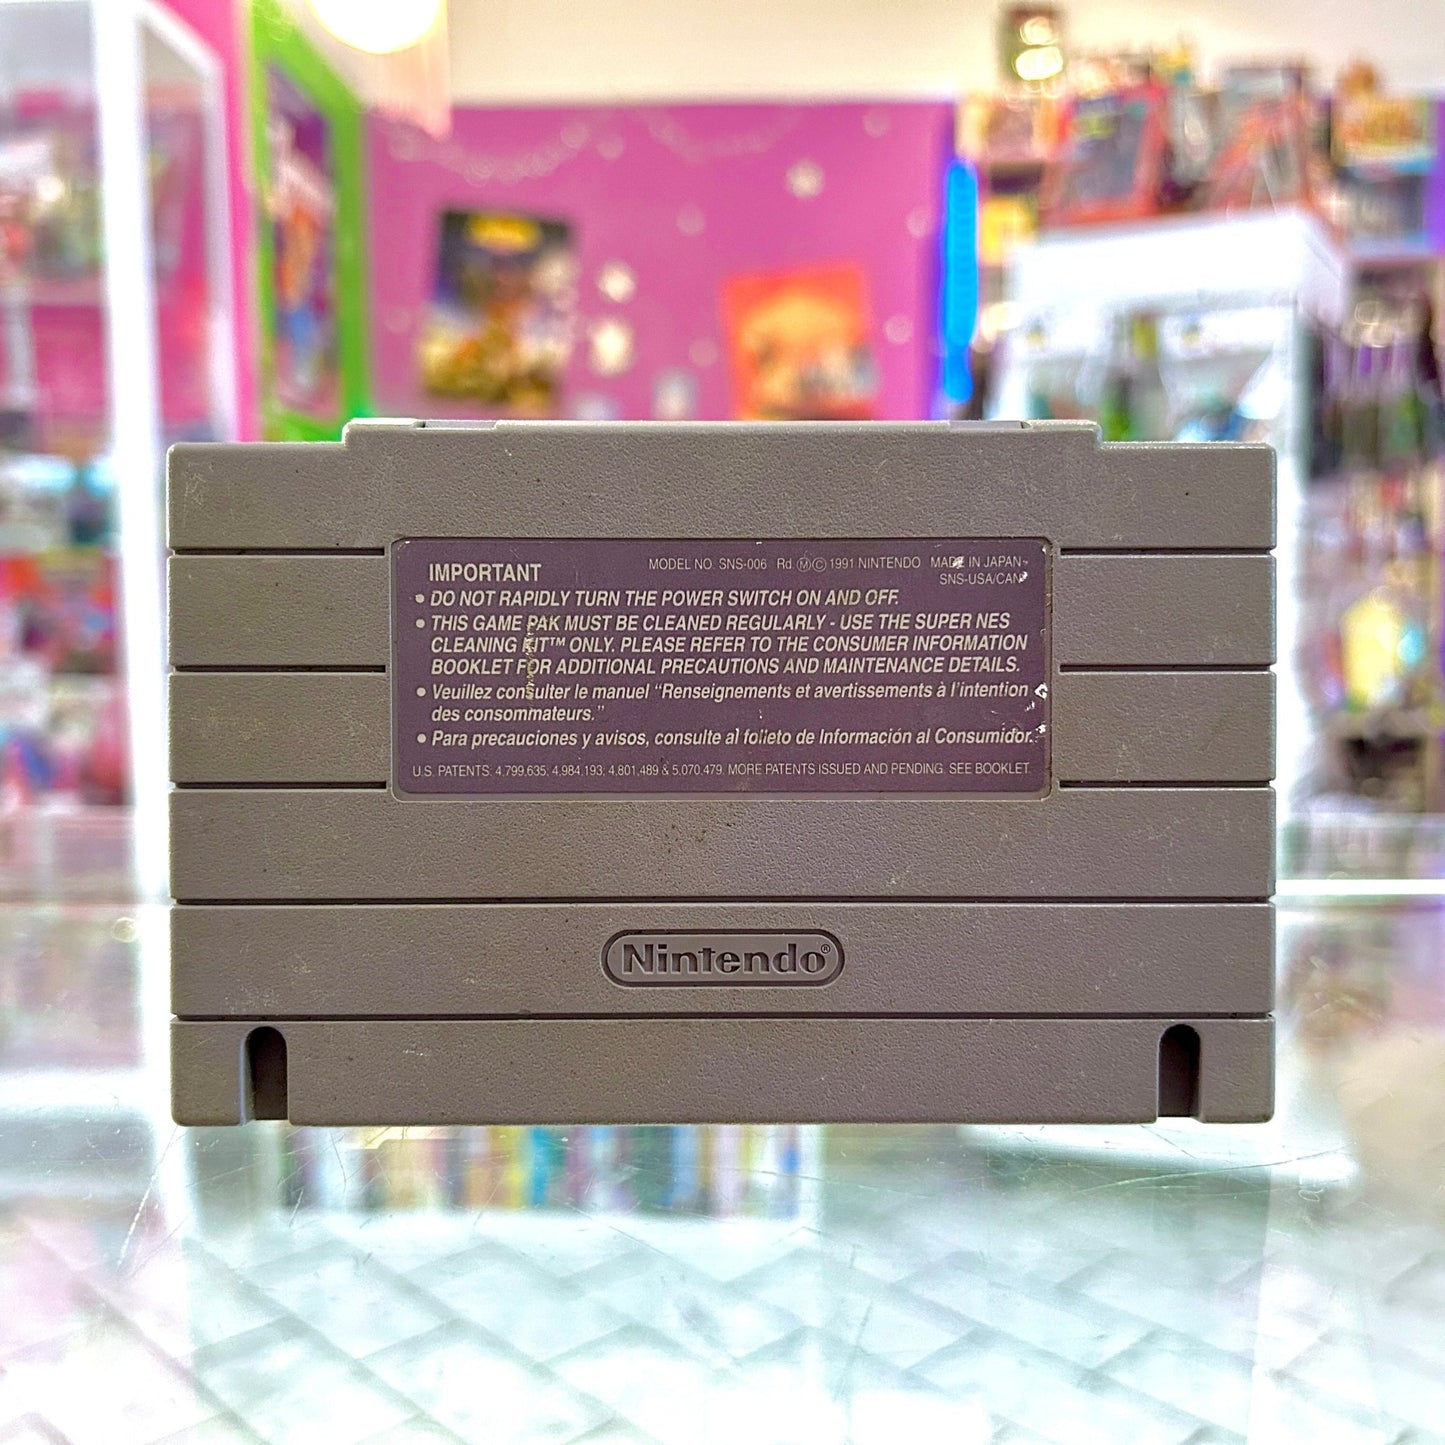 MODEL NO. SNS-006 Rd. Ⓜ Ⓒ 1991 NINTENDO MADE IN JAPAN
SNS-USA/CAN
IMPORTANT
• DO NOT RAPIDLY TURN THE POWER SWITCH ON AND OFF.
• THIS GAME PAK MUST BE CLEANED REGULARLY - USE THE SUPER NES
CLEANING KIT™ ONLY. PLEASE REFER TO THE CONSUMER INFORMATION
BOOKLET FOR ADDITIONAL PRECAUTIONS AND MAINTENANCE DETAILS.
• Veuillez consulter le manuel “Renseignements et avertissements à l’intention
des consommateurs.”
• Para precauciones y avisos, consulte al folleto de Información al Consumidor.
U.S. PATENTS: 4,799,635; 4,984,193; 4,801,489 & 5,070,479. MORE PATENTS ISSUED AND PENDING. SEE BOOKLET
Nintendo®